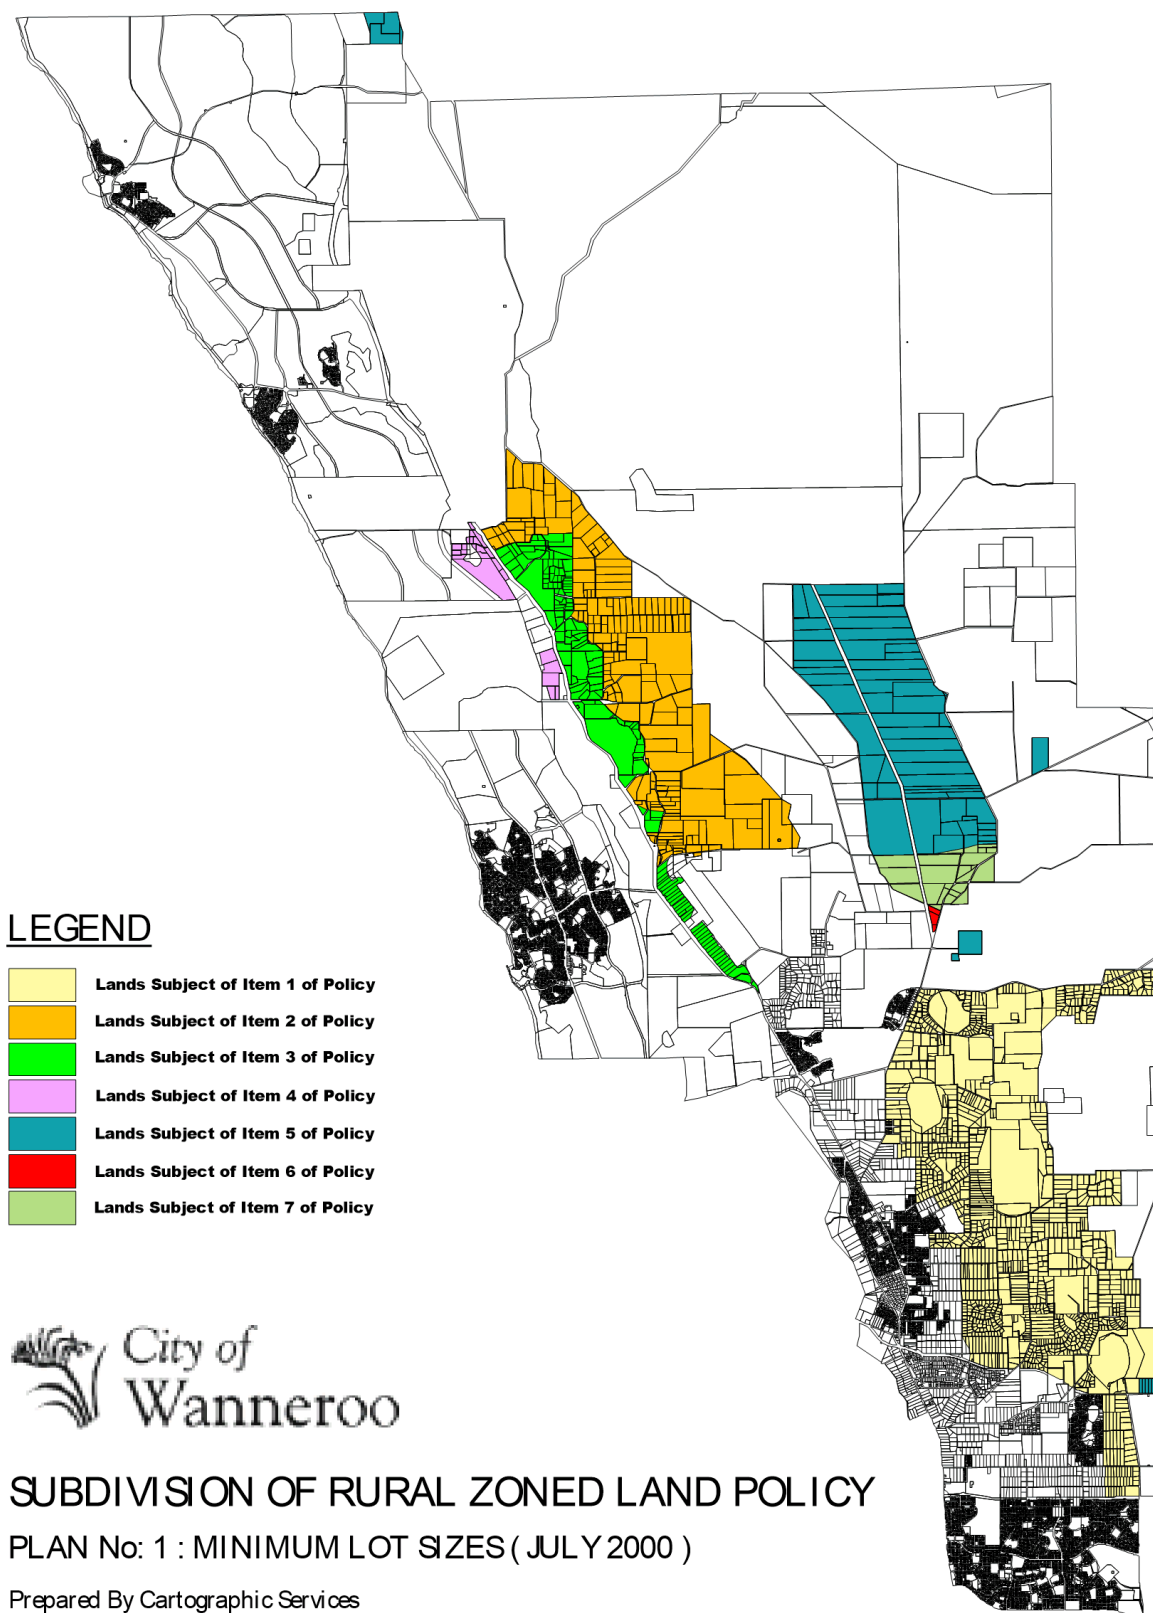 LEGEND
Lands Subject of Item 1 of Policy
Lands Subject of Item 2 of Policy
Lands Subject of Item 3 of Policy
Lands Subject of Item 4 of Policy
Lands Subject of Item 5 of Policy
Lands Subject of Item 6 of Policy
Lands Subject of Item 7 of Policy
City of
Wanneroo
SUBDIVISION OF RURAL ZONED LAND POLICY
PLAN No: 1 : MINIMUM LOT SIZES ( JULY 2000 )
Prepared By Cartographic Services